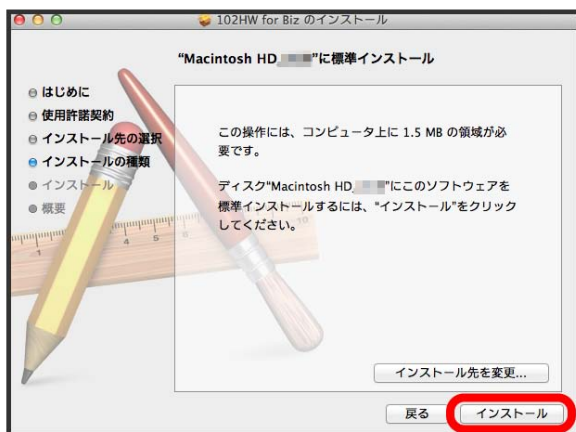 102HW for Biz のインストール
"Macintosh HD "に標準インストール
はじめに
使用許諾契約
インストール先の選択
インストールの種類
インストール
概要
この操作には、コンピュータ上に 1.5 MB の領域が必
要です。
ディスク"Macintosh HD "にこのソフトウェアを
標準インストールするには、"インストール"をクリック
してください。
1 4 5 6
インストール先を変更...
戻る インストール